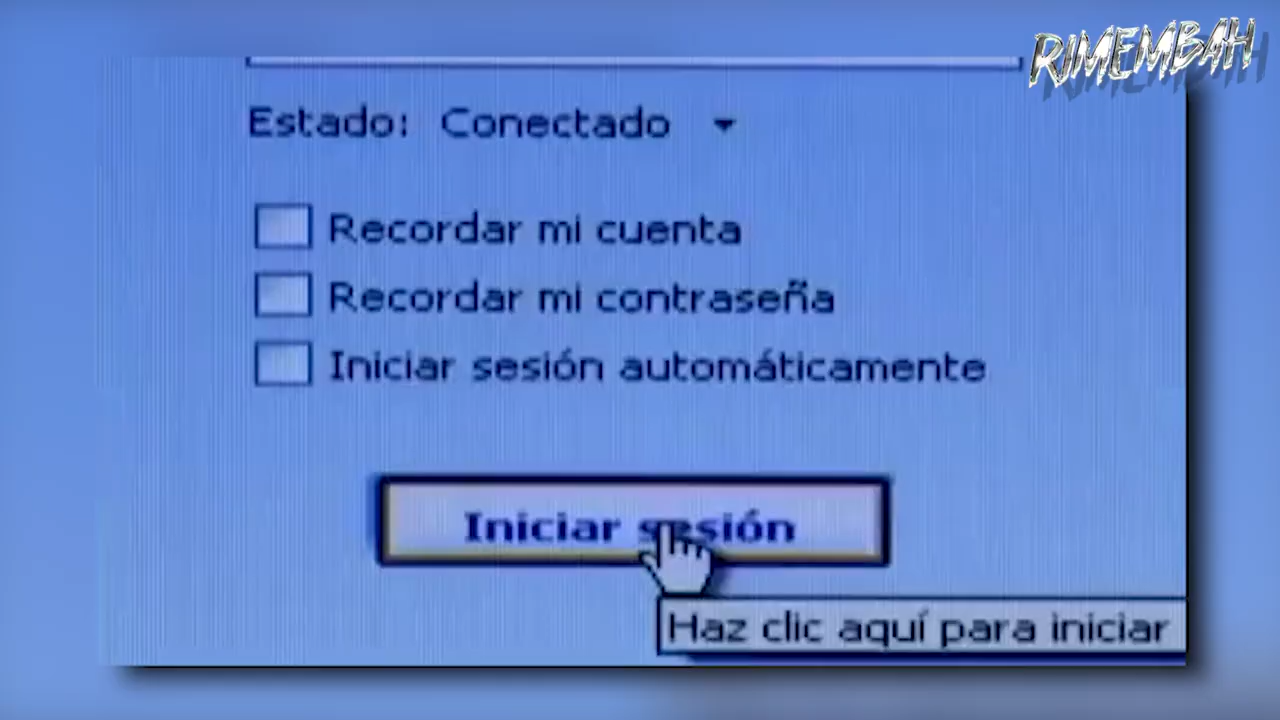 RIMEMBAH
Estado: Conectado
Recordar mi cuenta
Recordar mi contraseña
Iniciar sesión automáticamente
Iniciar sesión
Haz clic aquí para iniciar